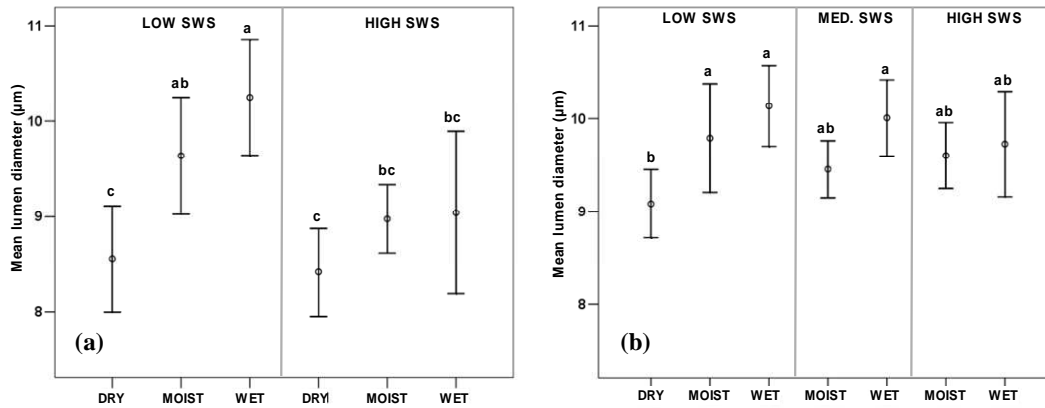 LOW SWS HIGH SWS
Mean lumen diameter (µm)
11
10
9
8
c
ab
a
c
bc
bc
(a)
DRY MOIST WET DRY MOIST WET
LOW SWS MED. SWS HIGH SWS
Mean lumen diameter (µm)
11
10
9
8
b
a
a
ab
a
ab
ab
(b)
DRY MOIST WET MOIST WET MOIST WET